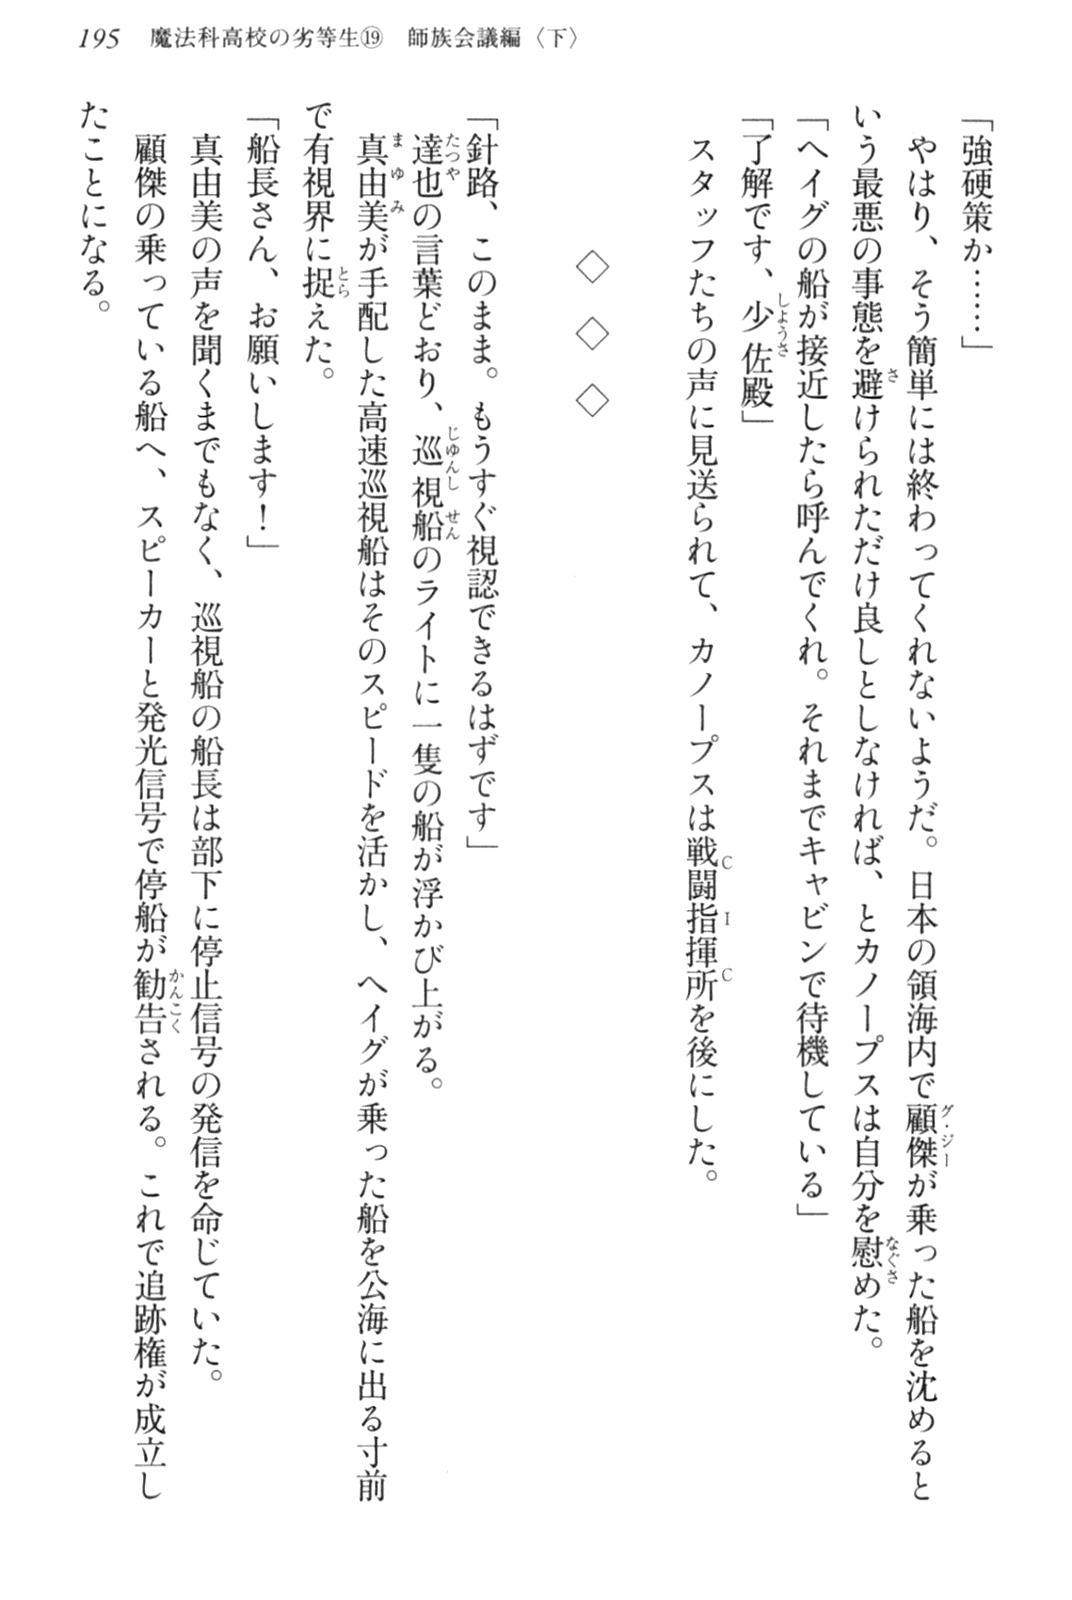 195　魔法科高校の劣等生⑲　師族会議編〈下〉
「強硬策か……」
　やはり、そう簡単には終わってくれないようだ。日本の領海内で顧傑が乗った船を沈めると
いう最悪の事態を避けられただけ良しとしなければ、とカノープスは自分を慰めた。
「ヘイグの船が接近したら呼んでくれ。それまでキャビンで待機している」
「了解です、少佐殿」
　スタッフたちの声に見送られて、カノープスは戦闘指揮所を後にした。
◇　◇　◇
「針路、このまま。もうすぐ視認できるはずです」
　達也の言葉どおり、巡視船のライトに一隻の船が浮かび上がる。
　真由美が手配した高速巡視船はそのスピードを活かし、ヘイグが乗った船を公海に出る寸前
で有視界に捉えた。
「船長さん、お願いします！」
　真由美の声を聞くまでもなく、巡視船の船長は部下に停止信号の発信を命じていた。
　顧傑の乗っている船へ、スピーカーと発光信号で停船が勧告される。これで追跡権が成立し
たことになる。